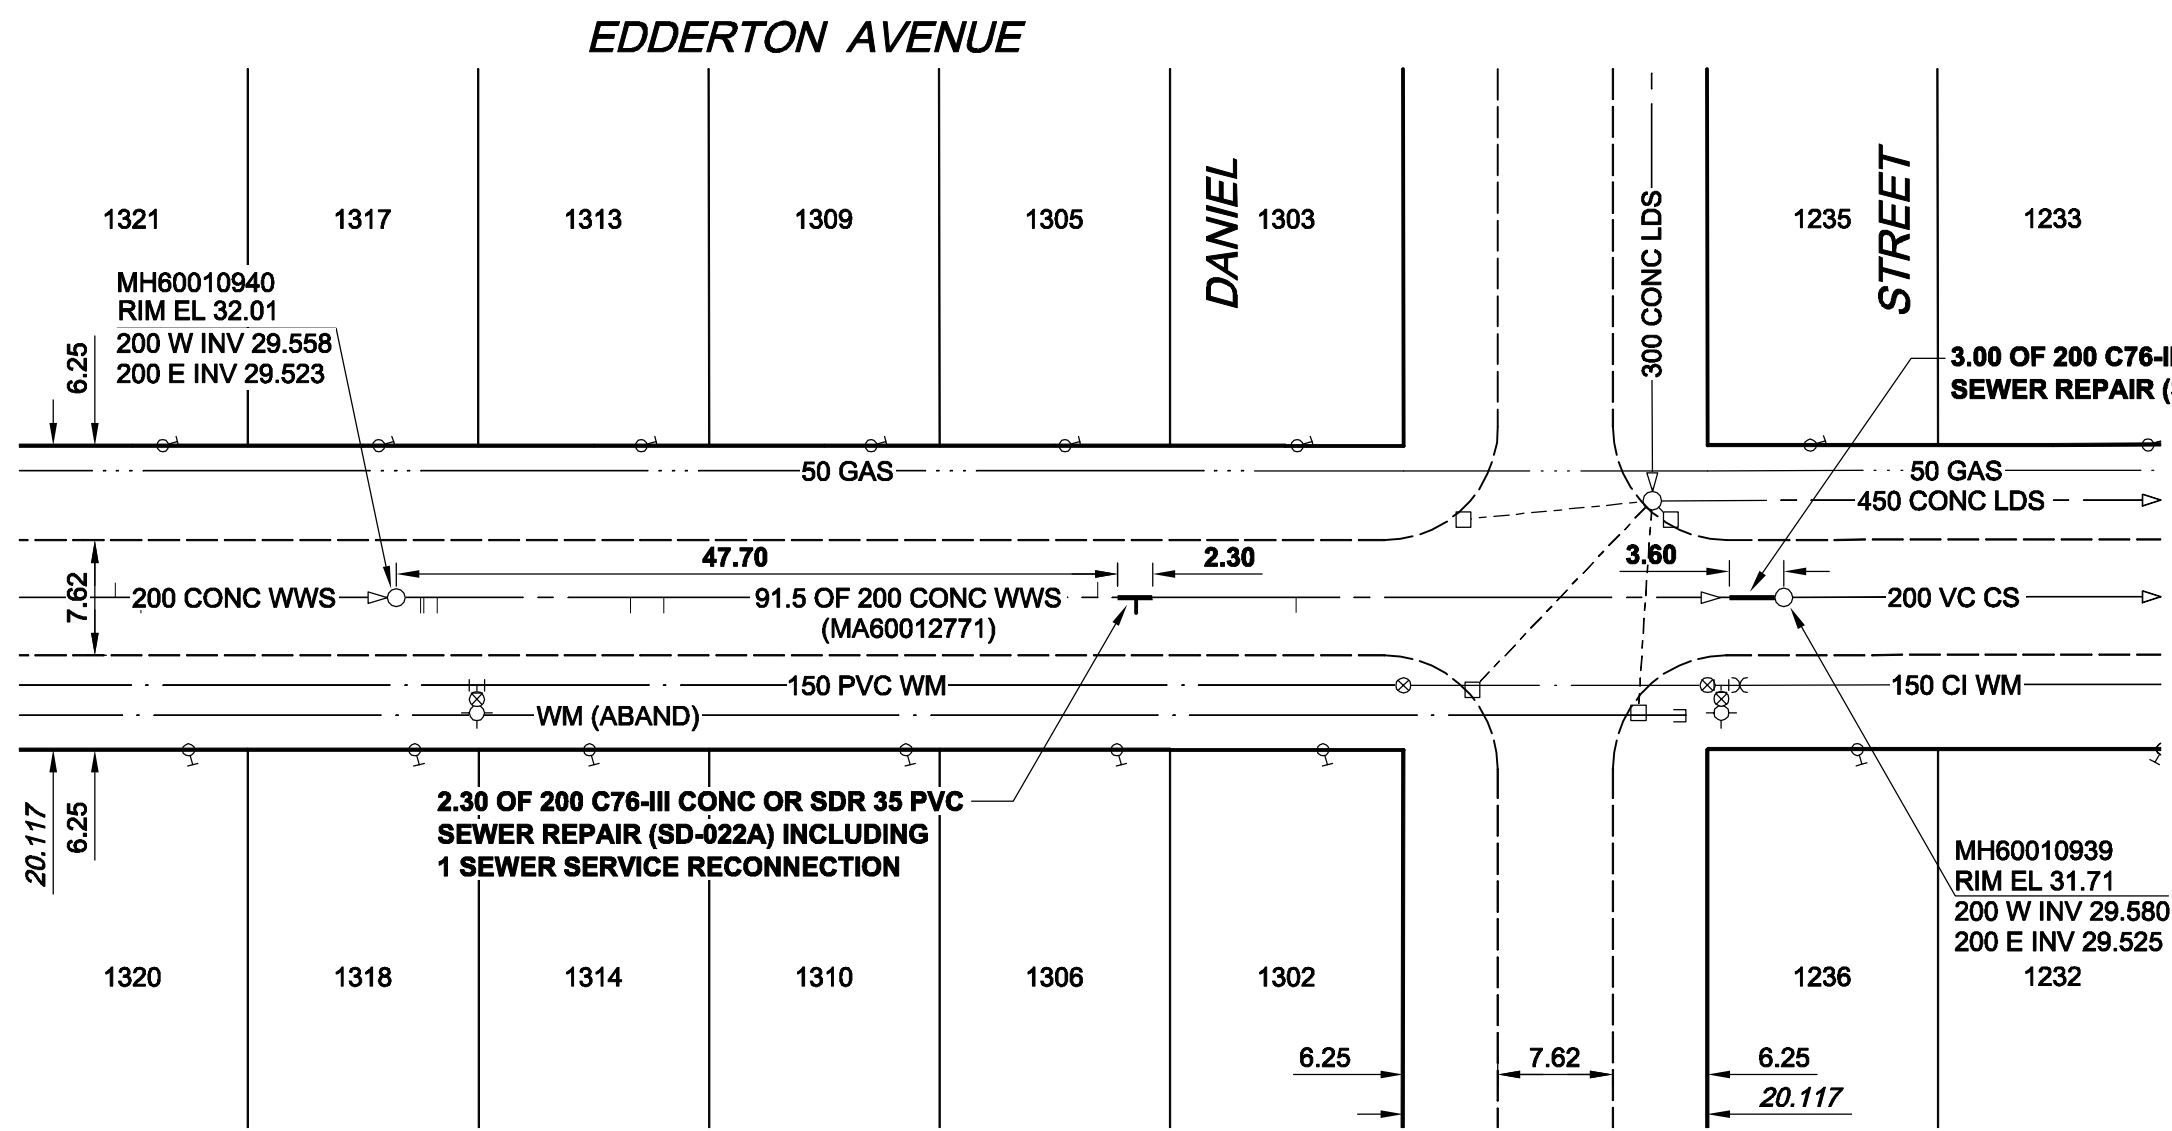 EDDERTON AVENUE
1321
1317
1313
1309
1305
DANIEL
1303
300 CONC LDS
1235
STREET
1233
MH60010940
RIM EL 32.01
200 W INV 29.558
200 E INV 29.523
6.25
3.00 OF 200 C76-I
SEWER REPAIR (
50 GAS
50 GAS
450 CONC LDS
47.70
2.30
3.60
7.62
200 CONC WWS
91.5 OF 200 CONC WWS
(MA60012771)
200 VC CS
150 PVC WM
150 CI WM
WM (ABAND)
20.117
6.25
2.30 OF 200 C76-III CONC OR SDR 35 PVC
SEWER REPAIR (SD-022A) INCLUDING
1 SEWER SERVICE RECONNECTION
MH60010939
RIM EL 31.71
200 W INV 29.580
200 E INV 29.525
1320
1318
1314
1310
1306
1302
1236
1232
6.25
7.62
6.25
20.117